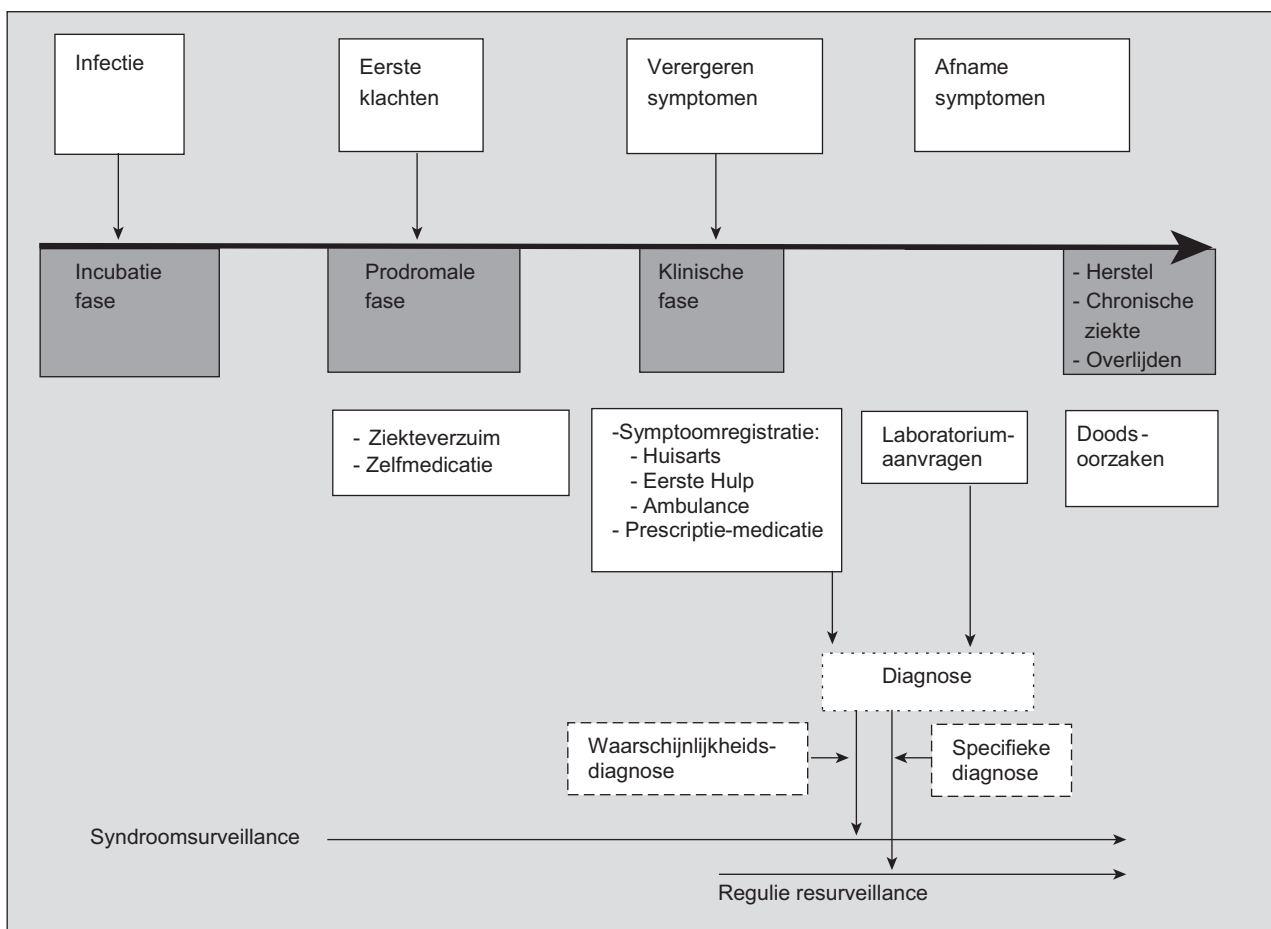 Infectie
Eerste
klachten
Verergeren
symptomen
Afname
symptomen
Incubatie
fase
Prodromale
fase
Klinische
fase
- Herstel
- Chronische
ziekte
- Overlijden
- Ziekteverzuim
- Zelfmedicatie
-Symptoomregistratie:
- Huisarts
- Eerste Hulp
- Ambulance
- Prescriptie-medicatie
Laboratorium-
aanvragen
Doods-
oorzaken
Diagnose
Waarschijnlijkheids-
diagnose
Specifieke
diagnose
Syndroomsurveillance
Regulie resurveillance